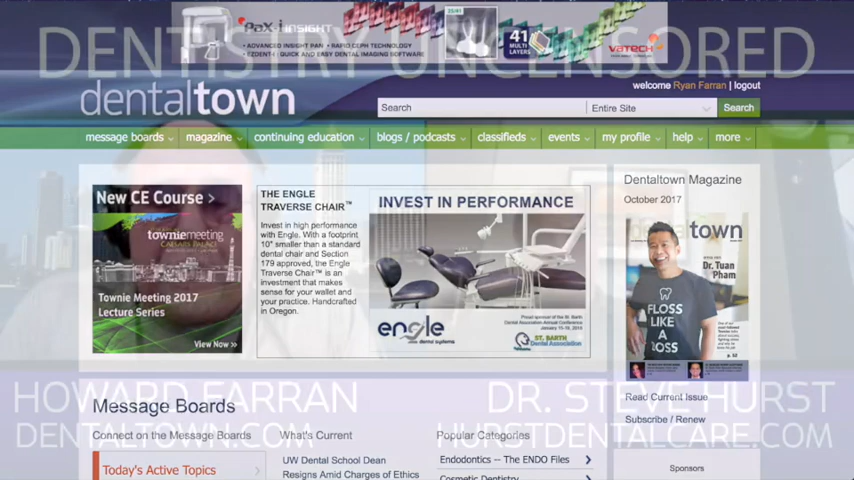 DENTISTRY UNCENSORED
PaX-i INSIGHT
• ADVANCED INSIGHT PAN • RAPID CEPH TECHNOLOGY
• EZDENT-i - QUICK AND EASY DENTAL IMAGING SOFTWARE
41
MULTI
LAYERS
vatech
welcome Ryan Farran | logout
dentaltown
Search
Entire Site
Search
message boards
magazine
continuing education
blogs / podcasts
classifieds
events
my profile
help
more
New CE Course >
towniemeeting
CAESARS PALACE
Townie Meeting 2017
Lecture Series
View Now >>
THE ENGLE
TRAVERSE CHAIR™
Invest in high performance
with Engle. With a footprint
10" smaller than a standard
dental chair and Section
179 approved, the Engle
Traverse Chair™ is an
investment that makes
sense for your wallet and
your practice. Handcrafted
in Oregon.
INVEST IN PERFORMANCE
engle
dental systems
Proud sponsor of the St. Barth
Dental Association Annual Conference
ST. BARTH
Dental Association
Dentaltown Magazine
October 2017
town
Dr. Tuan
Pham
FLOSS
LIKE
A
BOSS
Read Current Issue
Subscribe / Renew
Sponsors
HOWARD FARRAN
DENTALTOWN.COM
DR. STEVE HURST
HURSTDENTALCARE.COM
Message Boards
Connect on the Message Boards
Today's Active Topics
What's Current
UW Dental School Dean
Resigns Amid Charges of Ethics
Popular Categories
Endodontics -- The ENDO Files
Cosmetic Dentistry